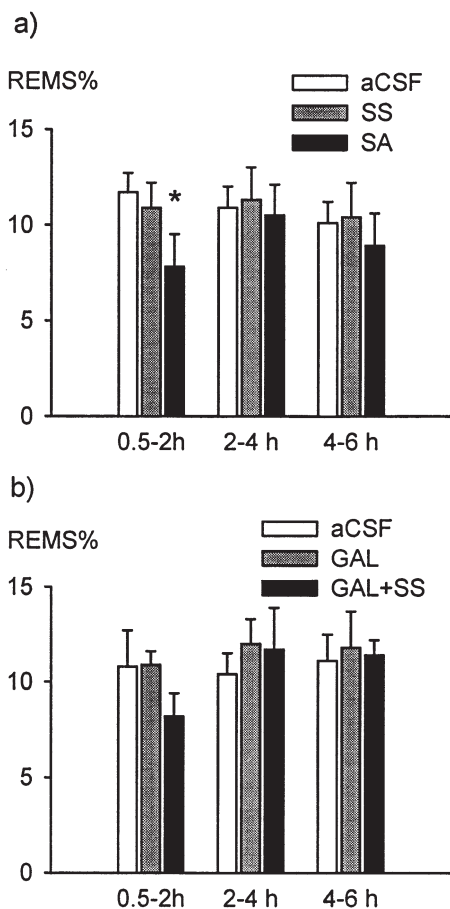 a)
REMS%
aCSF
SS
SA
15
10
5
0
*
0.5-2h 2-4 h 4-6 h
b)
REMS%
aCSF
GAL
GAL+SS
15
10
5
0
0.5-2h 2-4 h 4-6 h